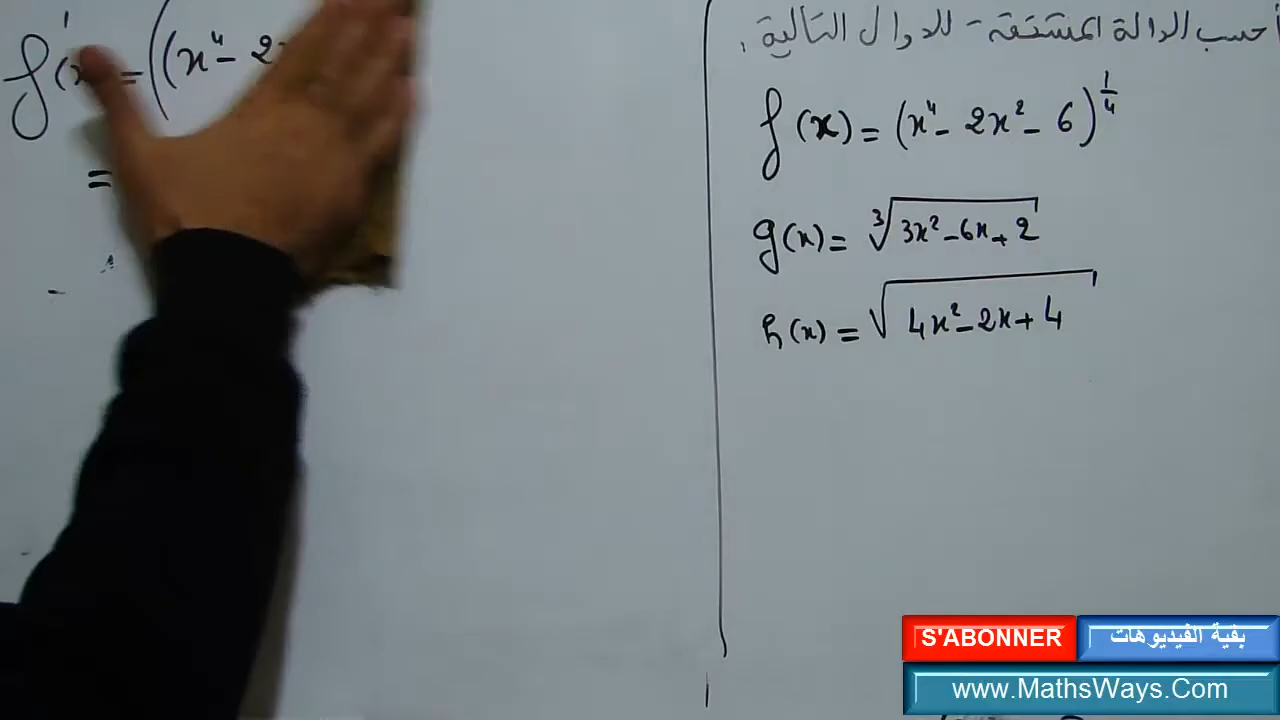 أحسب الدالة المشتقة للدوال التالية:
f(x) = (x⁴ - 2x² - 6)^(1/4)
g(x) = ∛(3x² - 6x + 2)
h(x) = √(4x² - 2x + 4)
f'(x) = ((x⁴ - 2
=
S'ABONNER
بقية الفيديوهات
www.MathsWays.Com